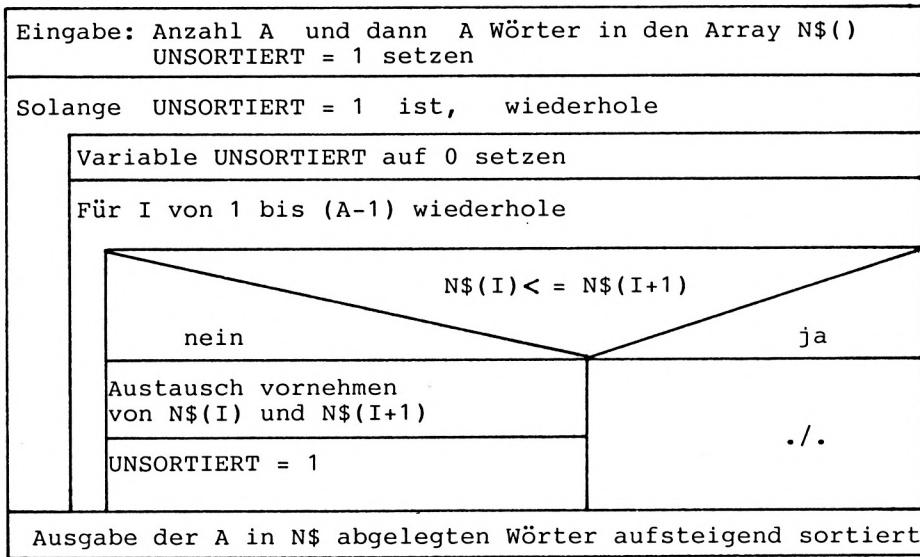 Eingabe: Anzahl A und dann A Wörter in den Array N$()
UNSORTIERT = 1 setzen
Solange UNSORTIERT = 1 ist, wiederhole
Variable UNSORTIERT auf 0 setzen
Für I von 1 bis (A-1) wiederhole
N$(I)< = N$(I+1)
nein ja
Austausch vornehmen
von N$(I) und N$(I+1)
./.
UNSORTIERT = 1
Ausgabe der A in N$ abgelegten Wörter aufsteigend sortiert